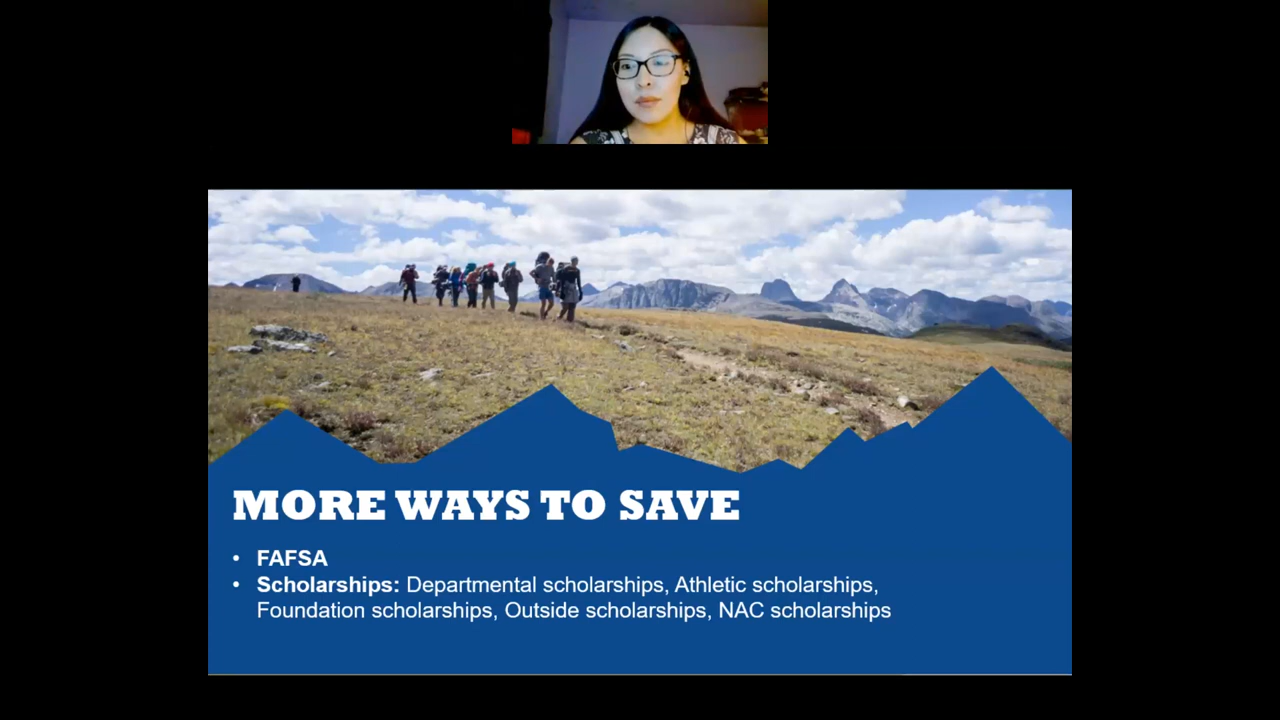 MORE WAYS TO SAVE
• FAFSA
• Scholarships: Departmental scholarships, Athletic scholarships,
Foundation scholarships, Outside scholarships, NAC scholarships